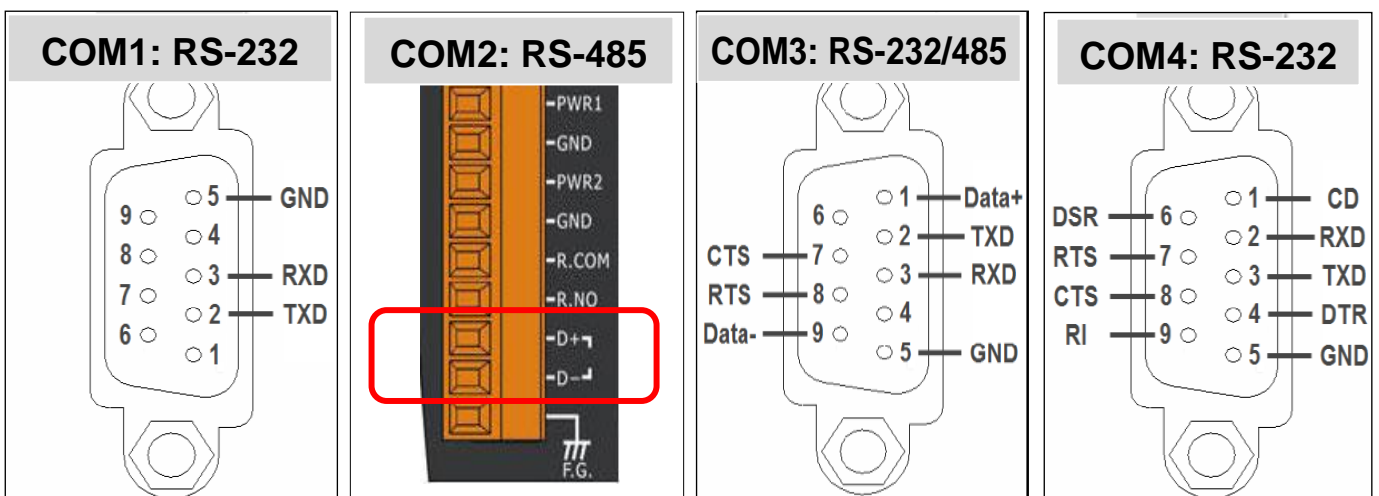 COM1: RS-232
5 GND
9
4
8
3 RXD
7
2 TXD
6
1
COM2: RS-485
PWR1
GND
PWR2
GND
R.COM
R.NO
D+
D-
F.G.
COM3: RS-232/485
1 Data+
6
2 TXD
CTS 7
3 RXD
RTS 8
4
Data- 9
5 GND
COM4: RS-232
1 CD
DSR 6
2 RXD
RTS 7
3 TXD
CTS 8
4 DTR
RI 9
5 GND